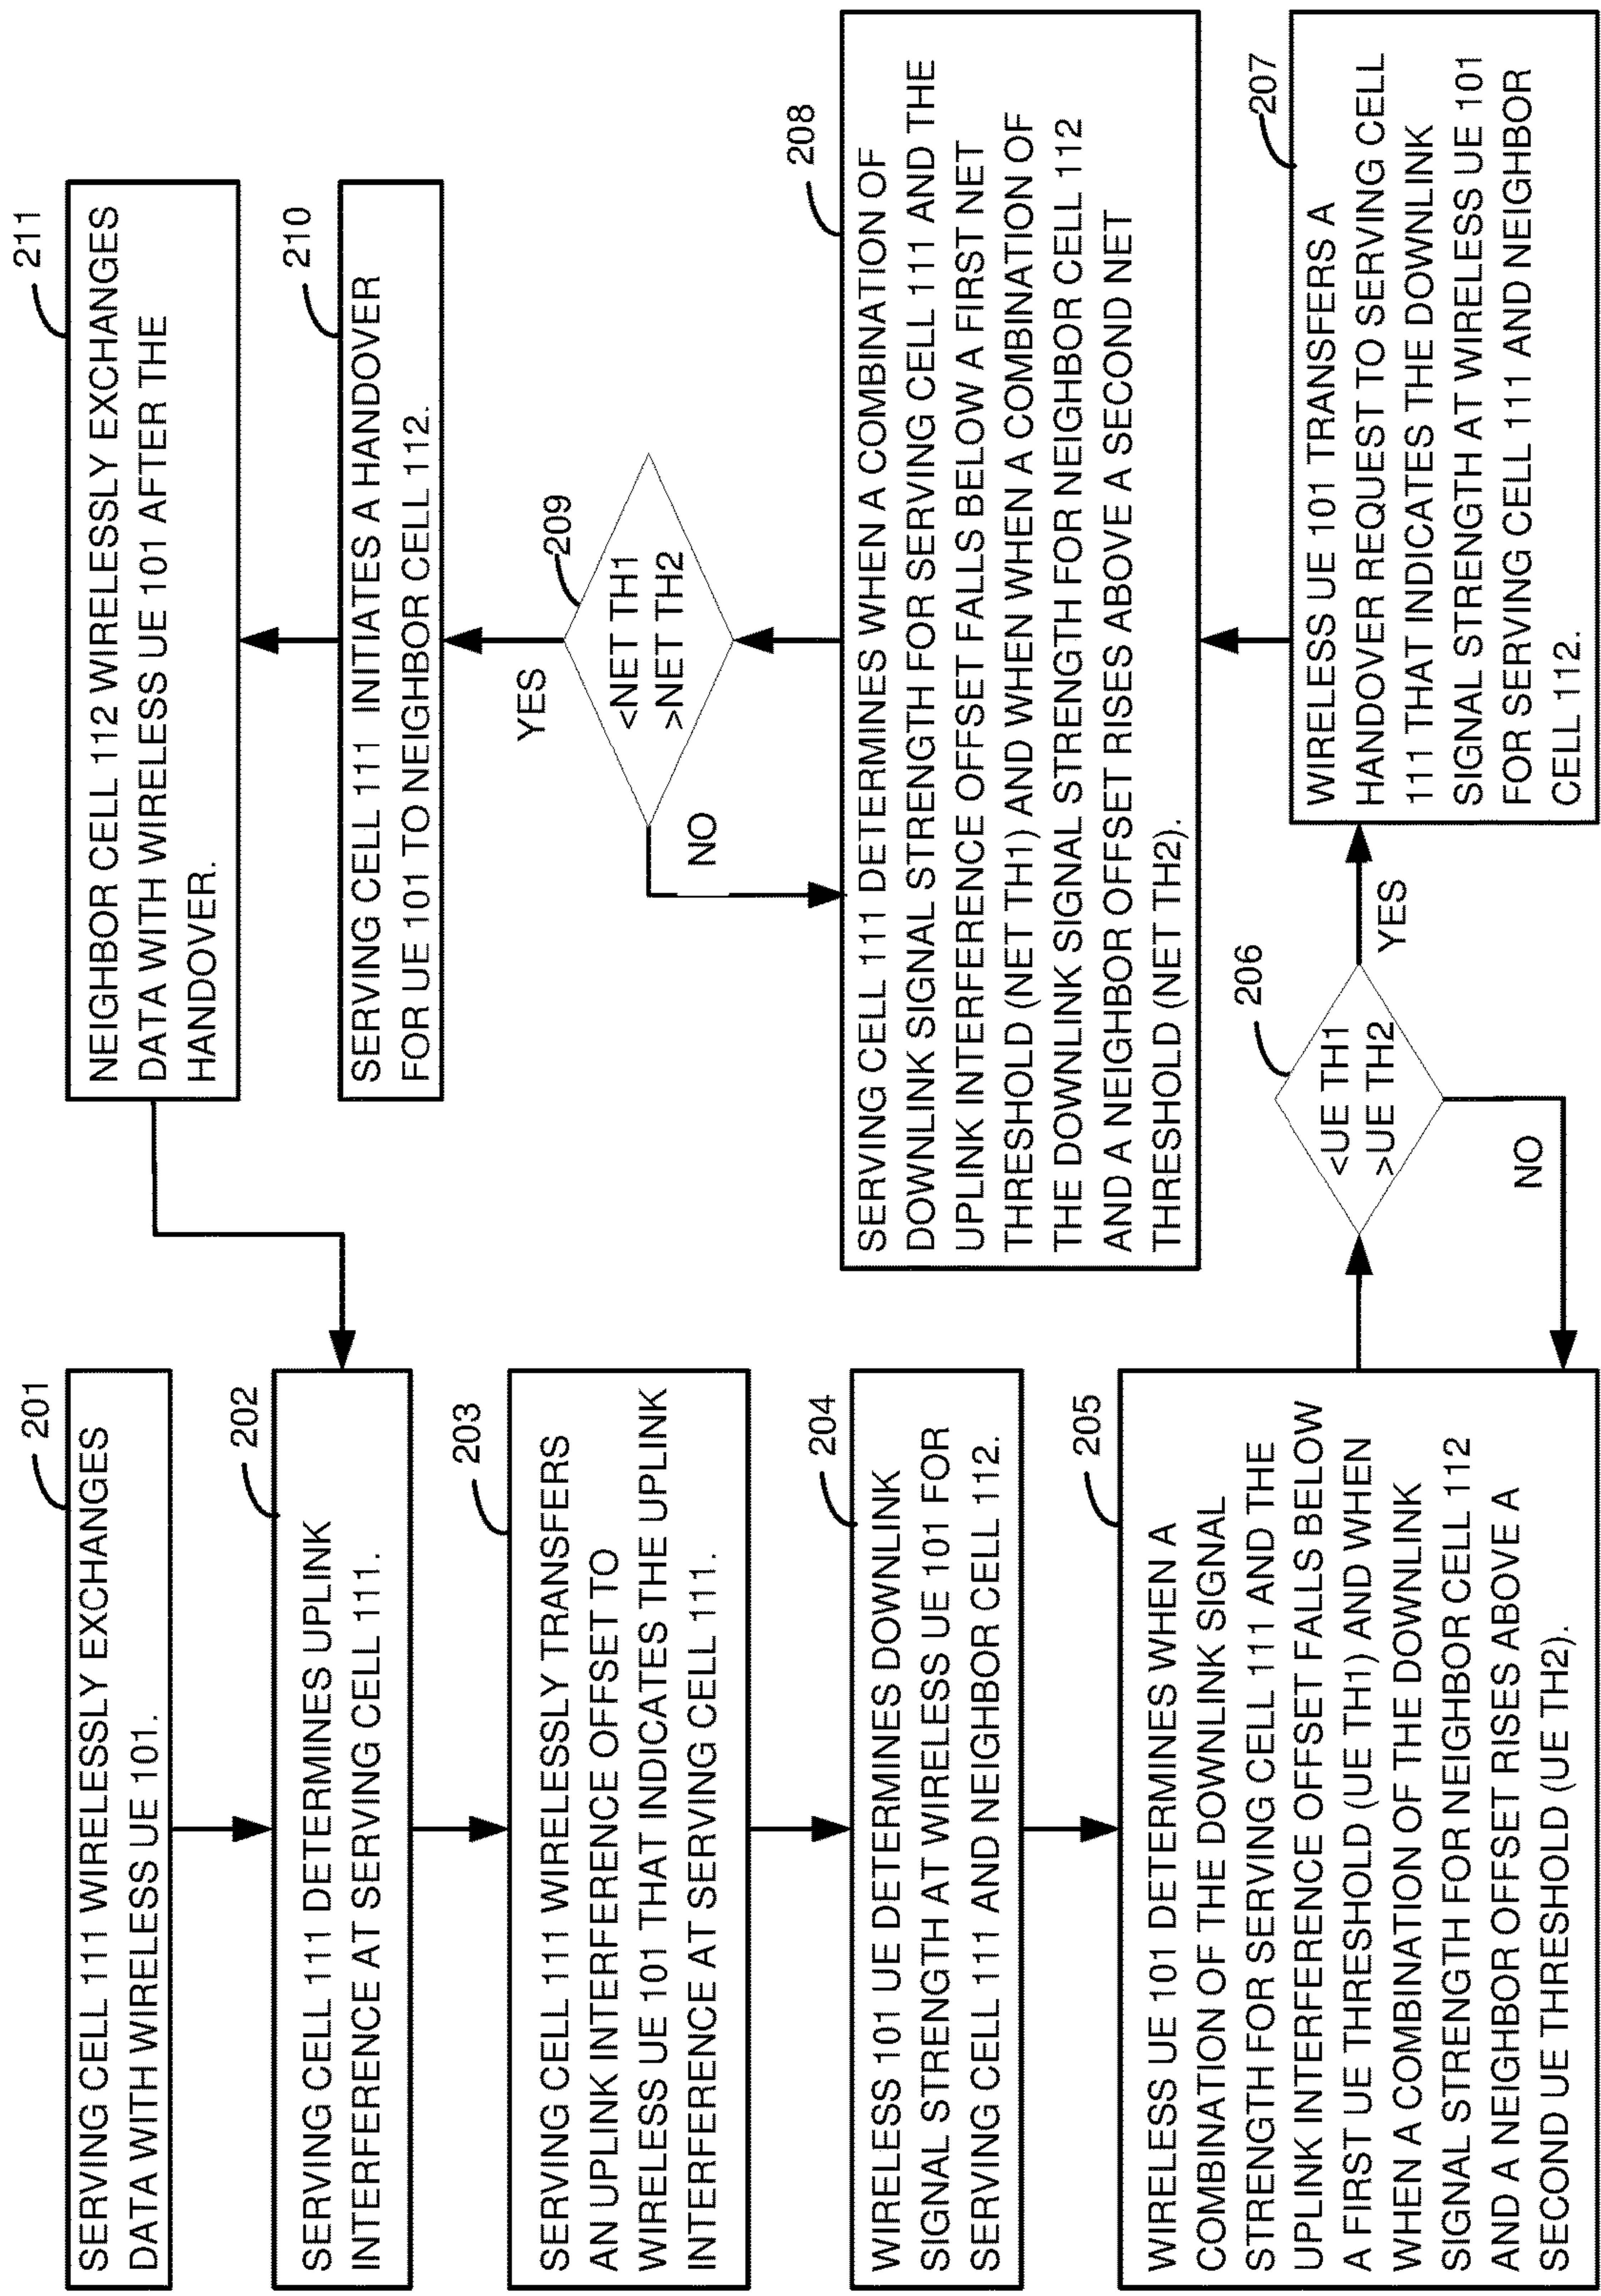 201
SERVING CELL 111 WIRELESSLY EXCHANGES
DATA WITH WIRELESS UE 101.
202
SERVING CELL 111 DETERMINES UPLINK
INTERFERENCE AT SERVING CELL 111.
203
SERVING CELL 111 WIRELESSLY TRANSFERS
AN UPLINK INTERFERENCE OFFSET TO
WIRELESS UE 101 THAT INDICATES THE UPLINK
INTERFERENCE AT SERVING CELL 111.
204
WIRELESS 101 UE DETERMINES DOWNLINK
SIGNAL STRENGTH AT WIRELESS UE 101 FOR
SERVING CELL 111 AND NEIGHBOR CELL 112.
205
WIRELESS UE 101 DETERMINES WHEN A
COMBINATION OF THE DOWNLINK SIGNAL
STRENGTH FOR SERVING CELL 111 AND THE
UPLINK INTERFERENCE OFFSET FALLS BELOW
A FIRST UE THRESHOLD (UE TH1) AND WHEN
WHEN A COMBINATION OF THE DOWNLINK
SIGNAL STRENGTH FOR NEIGHBOR CELL 112
AND A NEIGHBOR OFFSET RISES ABOVE A
SECOND UE THRESHOLD (UE TH2).
206
<UE TH1
>UE TH2
NO
YES
207
WIRELESS UE 101 TRANSFERS A
HANDOVER REQUEST TO SERVING CELL
111 THAT INDICATES THE DOWNLINK
SIGNAL STRENGTH AT WIRELESS UE 101
FOR SERVING CELL 111 AND NEIGHBOR
CELL 112.
208
SERVING CELL 111 DETERMINES WHEN A COMBINATION OF
DOWNLINK SIGNAL STRENGTH FOR SERVING CELL 111 AND THE
UPLINK INTERFERENCE OFFSET FALLS BELOW A FIRST NET
THRESHOLD (NET TH1) AND WHEN WHEN A COMBINATION OF
THE DOWNLINK SIGNAL STRENGTH FOR NEIGHBOR CELL 112
AND A NEIGHBOR OFFSET RISES ABOVE A SECOND NET
THRESHOLD (NET TH2).
209
<NET TH1
>NET TH2
NO
YES
210
SERVING CELL 111 INITIATES A HANDOVER
FOR UE 101 TO NEIGHBOR CELL 112.
211
NEIGHBOR CELL 112 WIRELESSLY EXCHANGES
DATA WITH WIRELESS UE 101 AFTER THE
HANDOVER.